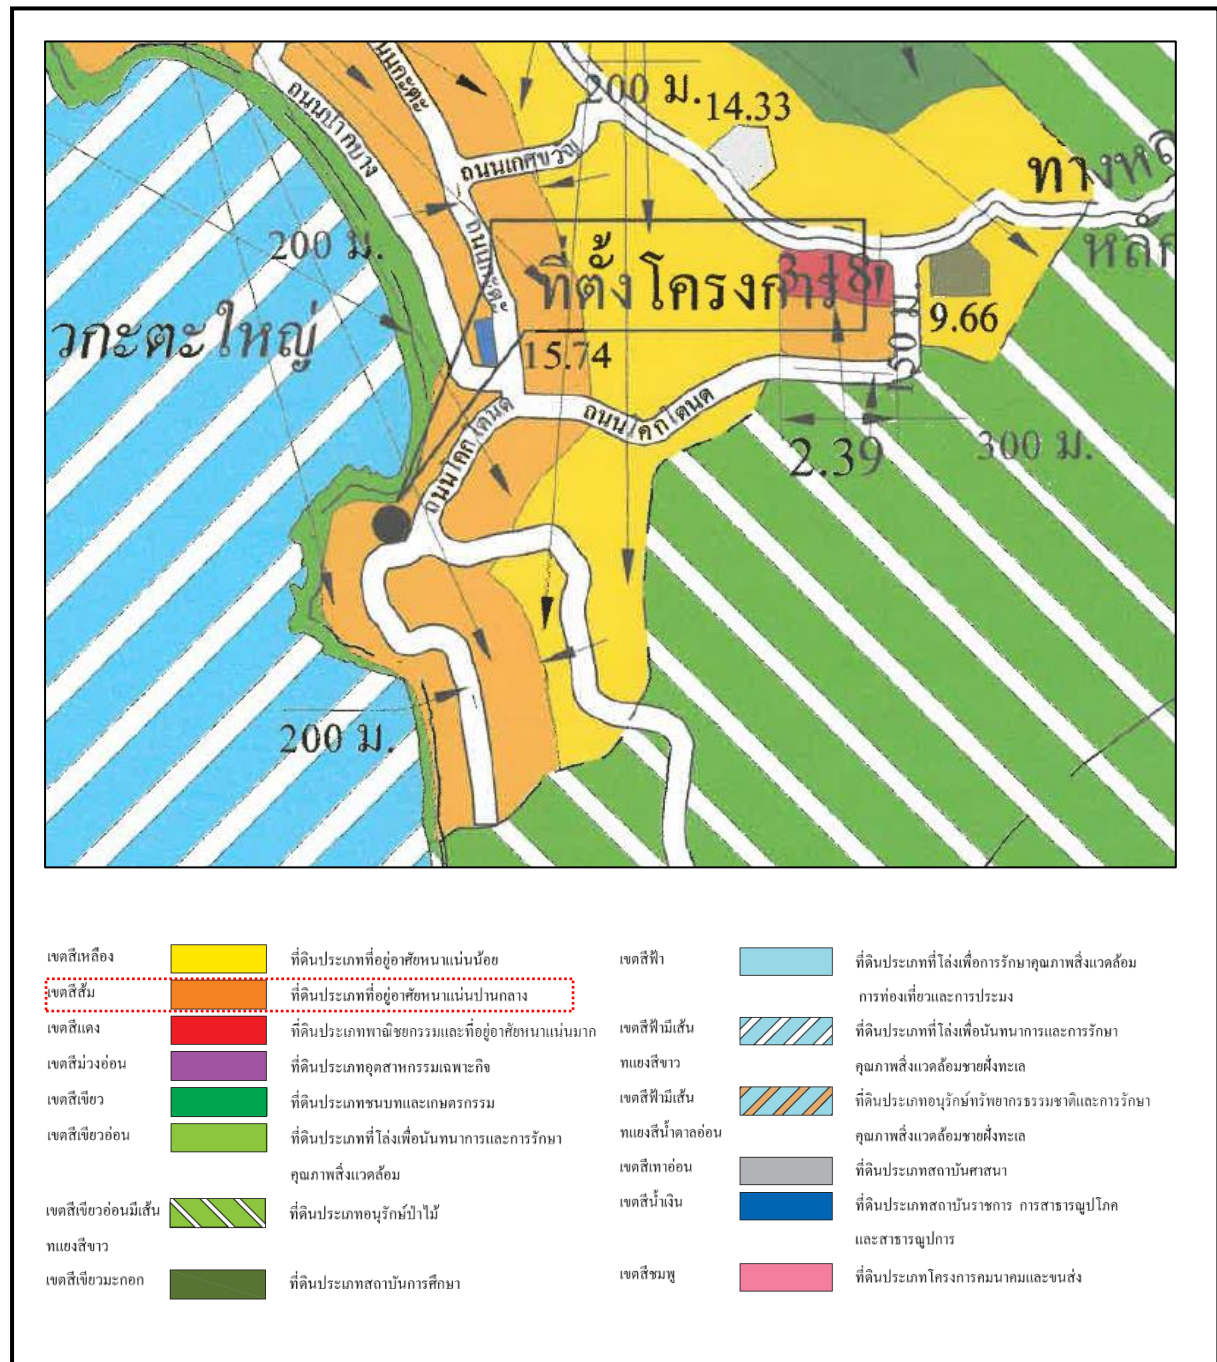 ถนนปากบาง
ถนนกะตะ
200 ม.
14.33
ถนนเกศขวัญ
ทางหลวง
หลัก
200 ม.
ถนนกะตะ
ที่ตั้งโครงการ
3.18
วกะตะใหญ่
15.74
9.66
150 ม.
ถนนโคกโตนด
ถนนโคกโตนด
2.39
300 ม.
200 ม.
เขตสีเหลือง ที่ดินประเภทที่อยู่อาศัยหนาแน่นน้อย
เขตสีส้ม ที่ดินประเภทที่อยู่อาศัยหนาแน่นปานกลาง
เขตสีแดง ที่ดินประเภทพาณิชยกรรมและที่อยู่อาศัยหนาแน่นมาก
เขตสีม่วงอ่อน ที่ดินประเภทอุตสาหกรรมเฉพาะกิจ
เขตสีเขียว ที่ดินประเภทชนบทและเกษตรกรรม
เขตสีเขียวอ่อน ที่ดินประเภทที่โล่งเพื่อนันทนาการและการรักษา
คุณภาพสิ่งแวดล้อม
เขตสีเขียวอ่อนมีเส้น ที่ดินประเภทอนุรักษ์ป่าไม้
ทแยงสีขาว
เขตสีเขียวมะกอก ที่ดินประเภทสถาบันการศึกษา
เขตสีฟ้า ที่ดินประเภทที่โล่งเพื่อการรักษาคุณภาพสิ่งแวดล้อม
การท่องเที่ยวและการประมง
เขตสีฟ้ามีเส้น ที่ดินประเภทที่โล่งเพื่อนันทนาการและการรักษา
ทแยงสีขาว คุณภาพสิ่งแวดล้อมชายฝั่งทะเล
เขตสีฟ้ามีเส้น ที่ดินประเภทอนุรักษ์ทรัพยากรธรรมชาติและการรักษา
ทแยงสีน้ำตาลอ่อน คุณภาพสิ่งแวดล้อมชายฝั่งทะเล
เขตสีเทาอ่อน ที่ดินประเภทสถาบันศาสนา
เขตสีน้ำเงิน ที่ดินประเภทสถาบันราชการ การสาธารณูปโภค
และสาธารณูปการ
เขตสีชมพู ที่ดินประเภทโครงการคมนาคมและขนส่ง